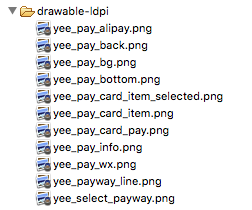 drawable-ldpi
yee_pay_alipay.png
yee_pay_back.png
yee_pay_bg.png
yee_pay_bottom.png
yee_pay_card_item_selected.png
yee_pay_card_item.png
yee_pay_card_pay.png
yee_pay_info.png
yee_pay_wx.png
yee_payway_line.png
yee_select_payway.png